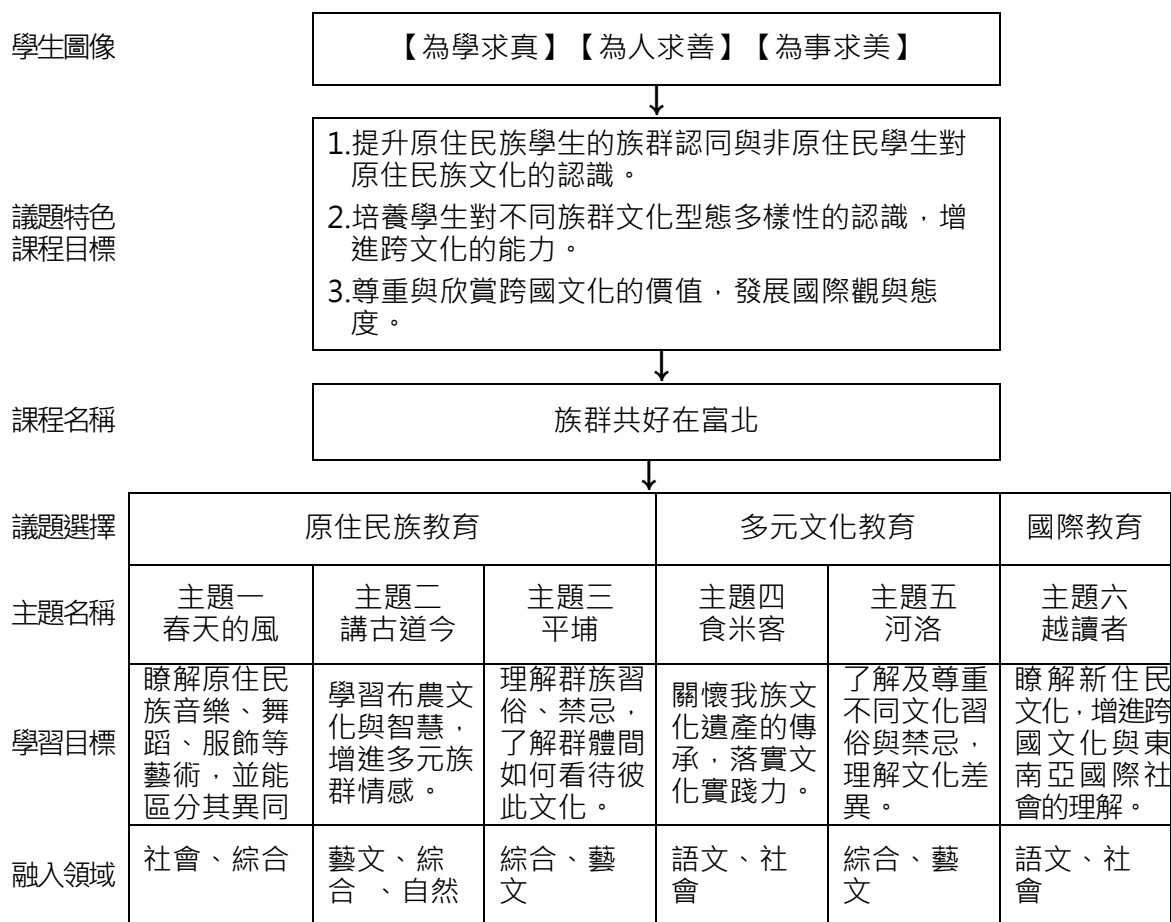 學生圖像
【為學求真】【為人求善】【為事求美】
↓
議題特色
課程目標
1.提升原住民族學生的族群認同與非原住民學生對
原住民族文化的認識。
2.培養學生對不同族群文化型態多樣性的認識，增
進跨文化的能力。
3.尊重與欣賞跨國文化的價值，發展國際觀與態
度。
↓
課程名稱
族群共好在富北
↓
議題選擇
原住民族教育
多元文化教育
國際教育
主題名稱
主題一
春天的風
主題二
講古道今
主題三
平埔
主題四
食米客
主題五
河洛
主題六
越讀者
學習目標
瞭解原住民
族音樂、舞
蹈、服飾等
藝術，並能
區分其異同
學習布農文
化與智慧，
增進多元族
群情感。
理解群族習
俗、禁忌，
了解群體間
如何看待彼
此文化。
關懷我族文
化遺產的傳
承，落實文
化實踐力。
了解及尊重
不同文化習
俗與禁忌，
理解文化差
異。
瞭解新住民
文化，增進跨
國文化與東
南亞國際社
會的理解。
融入領域
社會、綜合
藝文、綜
合 、自然
綜合、藝
文
語文、社
會
綜合、藝
文
語文、社
會